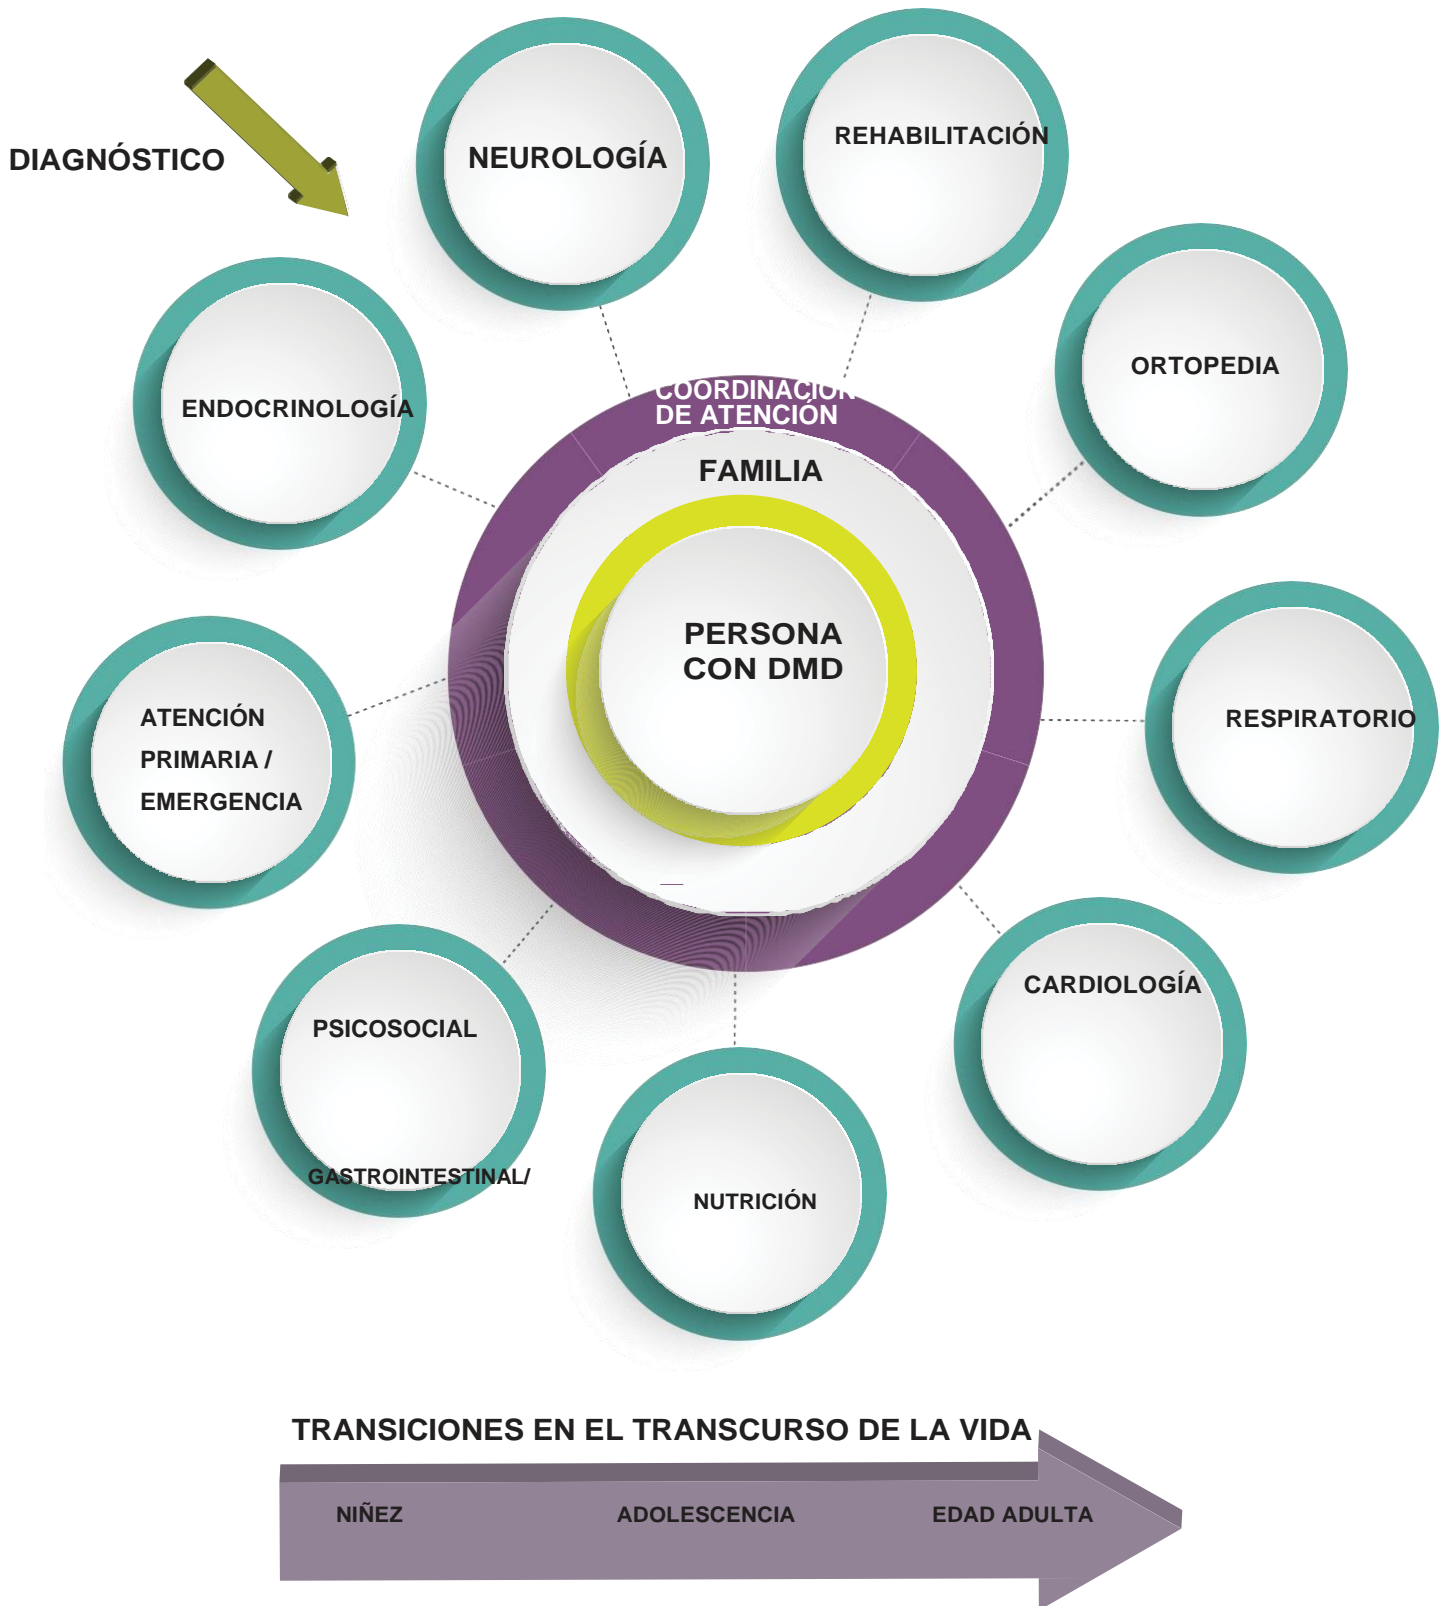 DIAGNÓSTICO
NEUROLOGÍA
REHABILITACIÓN
ENDOCRINOLOGÍA
ORTOPEDIA
COORDINACIÓN
DE ATENCIÓN
FAMILIA
PERSONA
CON DMD
ATENCIÓN
PRIMARIA /
EMERGENCIA
RESPIRATORIO
CARDIOLOGÍA
PSICOSOCIAL
GASTROINTESTINAL/
NUTRICIÓN
TRANSICIONES EN EL TRANSCURSO DE LA VIDA
NIÑEZ
ADOLESCENCIA
EDAD ADULTA